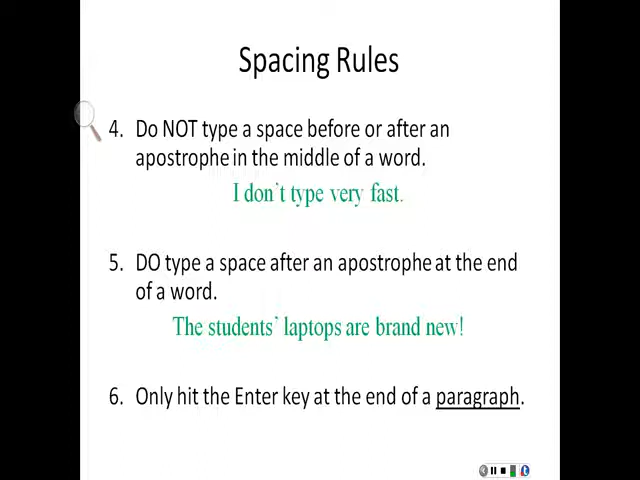 Spacing Rules
4. Do NOT type a space before or after an
apostrophe in the middle of a word.
I don't type very fast.
5. DO type a space after an apostrophe at the end
of a word.
The students' laptops are brand new!
6. Only hit the Enter key at the end of a paragraph.